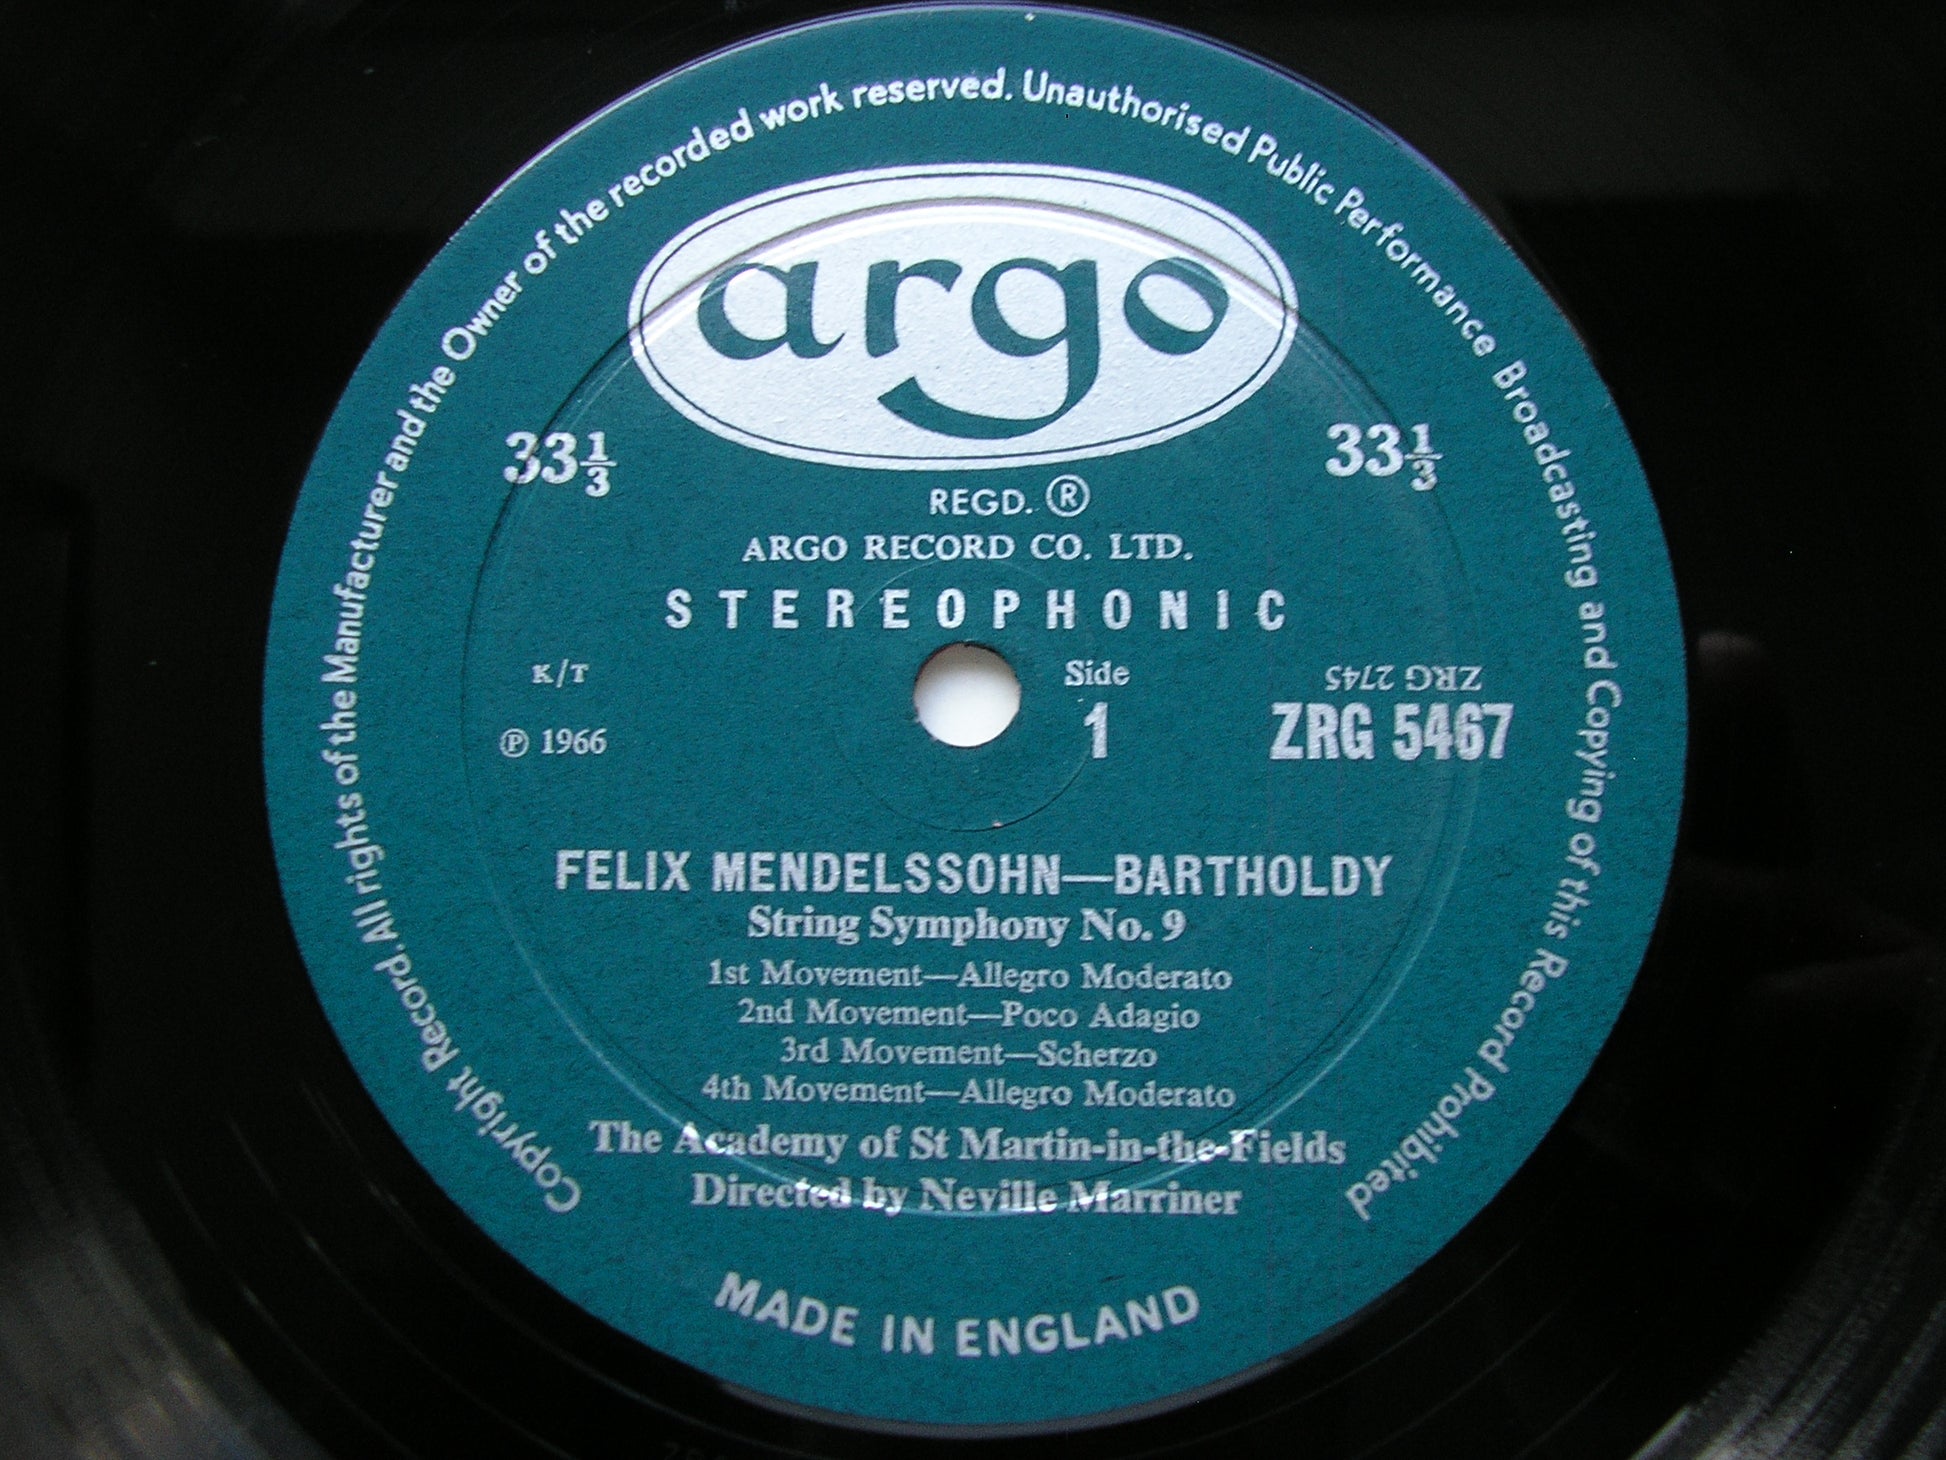 Copyright Record. All rights of the Manufacturer and the Owner of the recorded work reserved. Unauthorised Public Performance Broadcasting and Copying of this Record Prohibited
argo
33 1/3
33 1/3
REGD. ®
ARGO RECORD CO. LTD.
STEREOPHONIC
K/T
Side
ZRG 2745
℗ 1966
1
ZRG 5467
FELIX MENDELSSOHN—BARTHOLDY
String Symphony No. 9
1st Movement—Allegro Moderato
2nd Movement—Poco Adagio
3rd Movement—Scherzo
4th Movement—Allegro Moderato
The Academy of St Martin-in-the-Fields
Directed by Neville Marriner
MADE IN ENGLAND